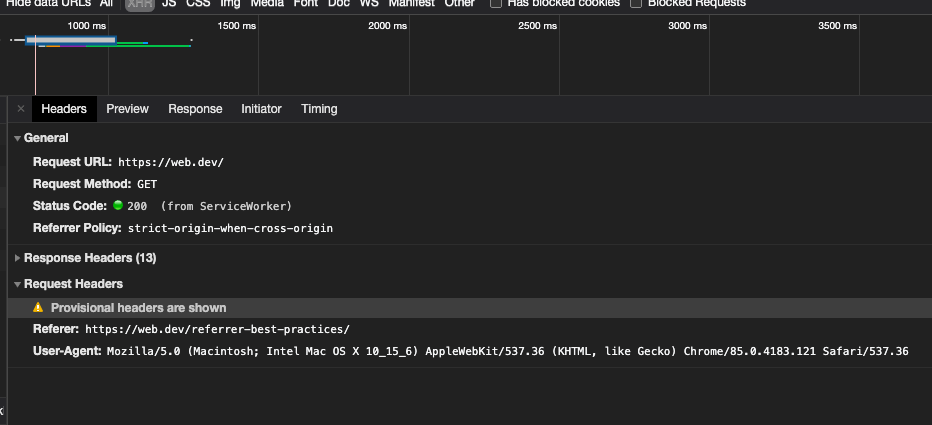 Hide data URLs All XHR JS CSS Img Media Font Doc WS Manifest Other Has blocked cookies Blocked Requests
1000 ms 1500 ms 2000 ms 2500 ms 3000 ms 3500 ms
× Headers Preview Response Initiator Timing
General
Request URL: https://web.dev/
Request Method: GET
Status Code: 200 (from ServiceWorker)
Referrer Policy: strict-origin-when-cross-origin
Response Headers (13)
Request Headers
Provisional headers are shown
Referer: https://web.dev/referrer-best-practices/
User-Agent: Mozilla/5.0 (Macintosh; Intel Mac OS X 10_15_6) AppleWebKit/537.36 (KHTML, like Gecko) Chrome/85.0.4183.121 Safari/537.36